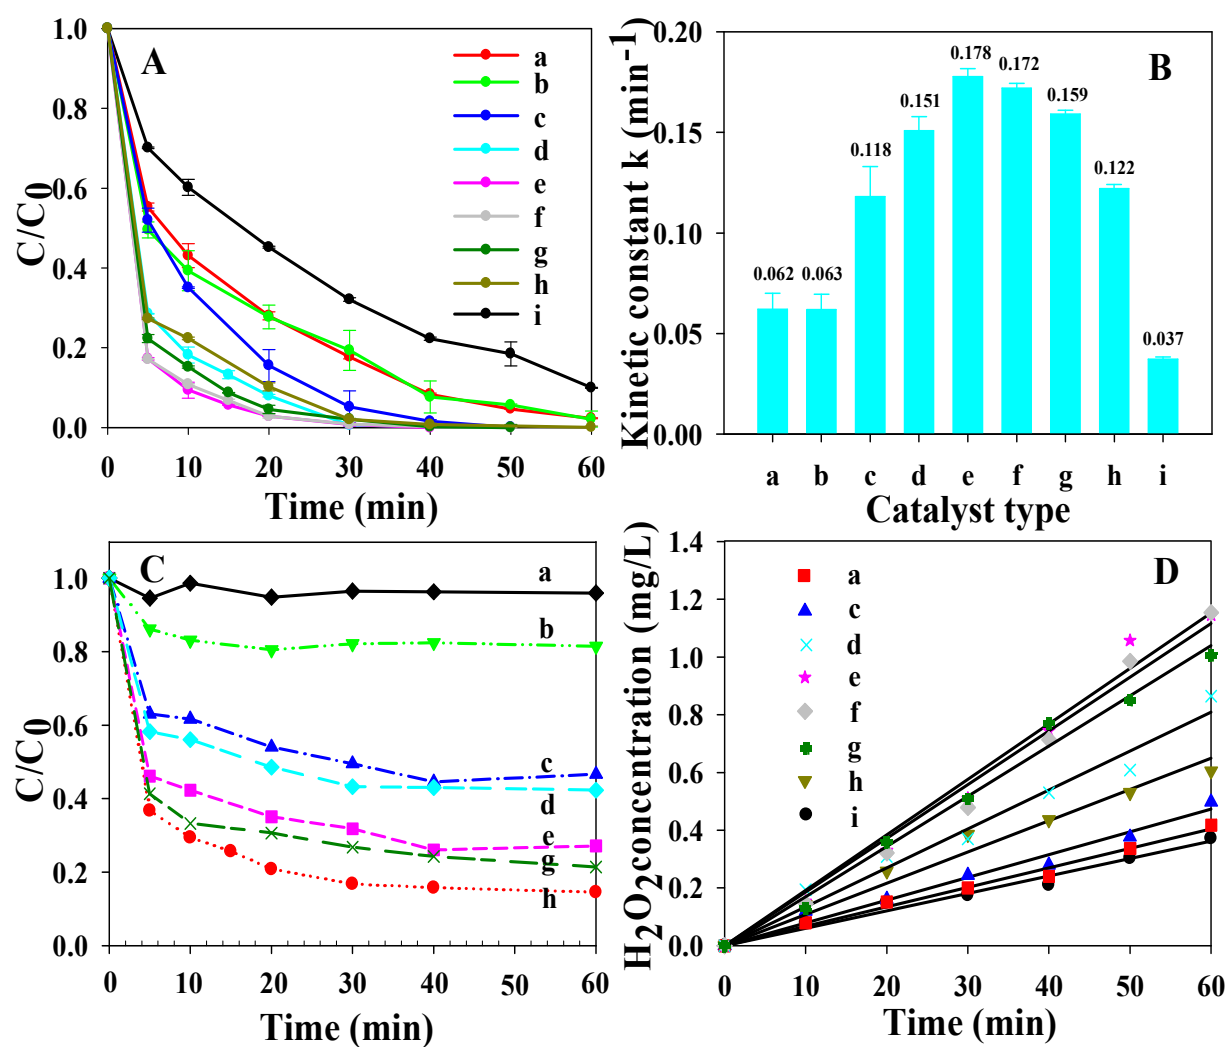 A
C/C0
1.0
0.8
0.6
0.4
0.2
0.0
0 10 20 30 40 50 60
Time (min)
a
b
c
d
e
f
g
h
i
B
Kinetic constant k (min-1)
0.20
0.15
0.10
0.05
0.00
0.062
0.063
0.118
0.151
0.178
0.172
0.159
0.122
0.037
a b c d e f g h i
Catalyst type
C
C/C0
1.0
0.8
0.6
0.4
0.2
0.0
0 10 20 30 40 50 60
Time (min)
a
b
c
d
e
g
h
D
H2O2concentration (mg/L)
1.4
1.2
1.0
0.8
0.6
0.4
0.2
0.0
0 10 20 30 40 50 60
Time (min)
a
c
d
e
f
g
h
i